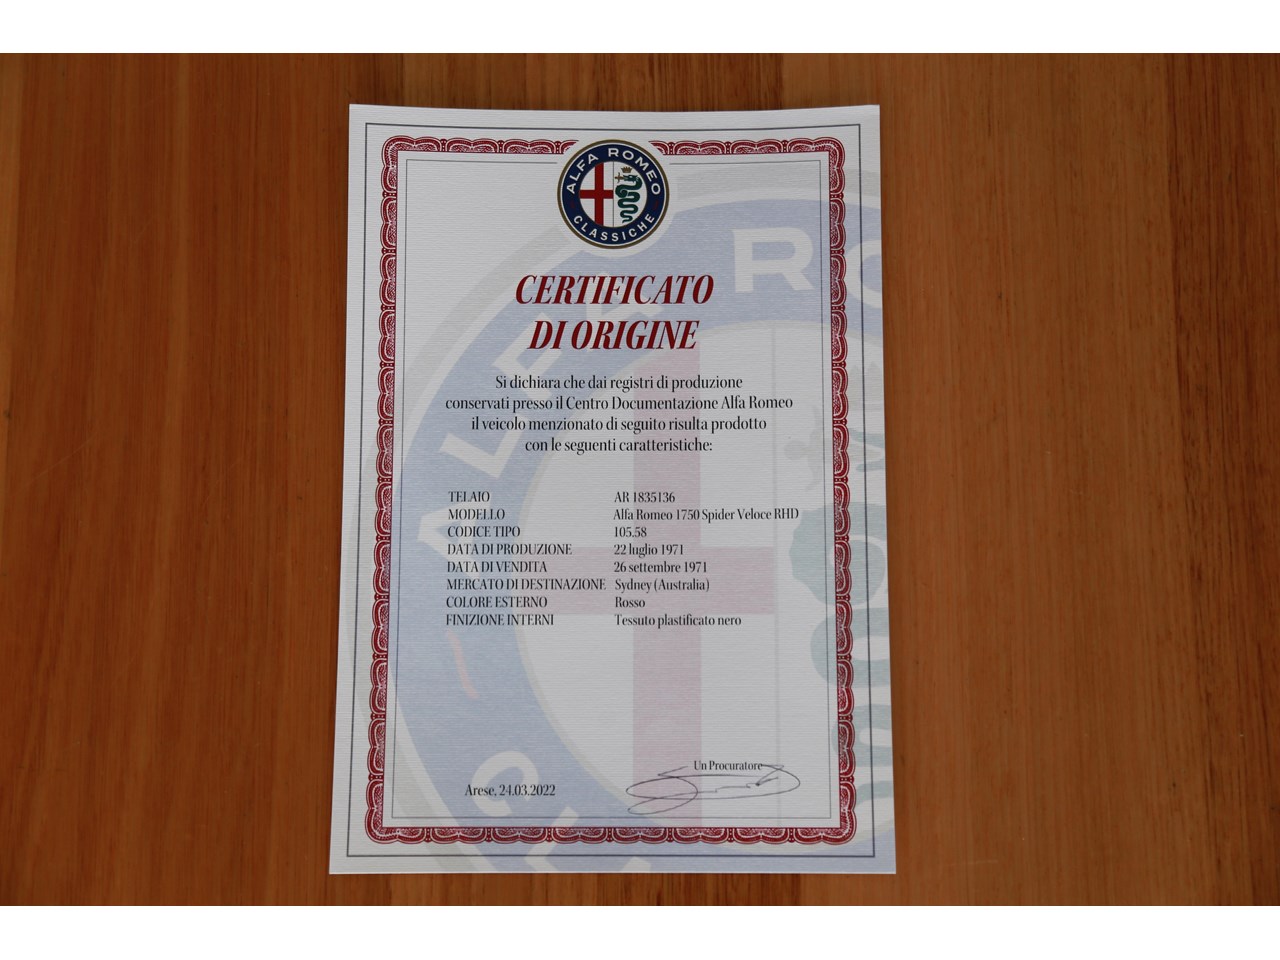 ALFA ROMEO
CLASSICHE
CERTIFICATO
DI ORIGINE
Si dichiara che dai registri di produzione
conservati presso il Centro Documentazione Alfa Romeo
il veicolo menzionato di seguito risulta prodotto
con le seguenti caratteristiche:
TELAIO AR 1835136
MODELLO Alfa Romeo 1750 Spider Veloce RHD
CODICE TIPO 105.58
DATA DI PRODUZIONE 22 luglio 1971
DATA DI VENDITA 26 settembre 1971
MERCATO DI DESTINAZIONE Sydney (Australia)
COLORE ESTERNO Rosso
FINIZIONE INTERNI Tessuto plastificato nero
Un Procuratore
Arese, 24.03.2022